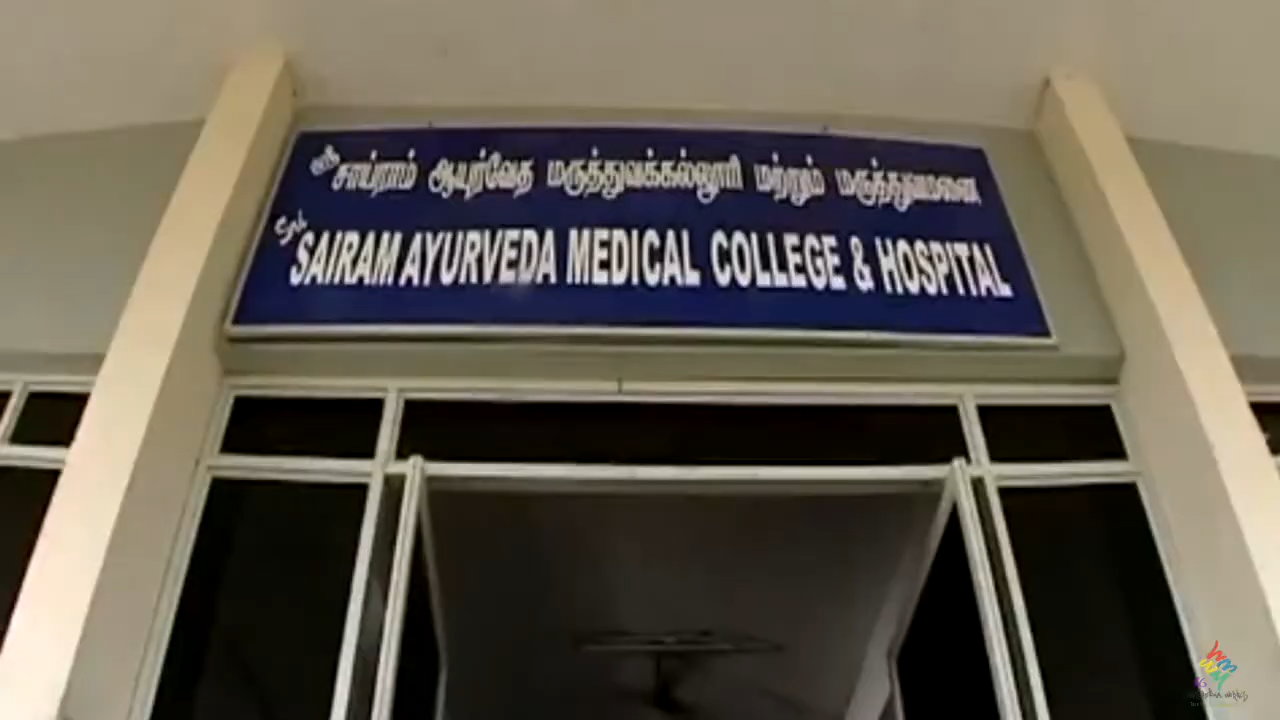 ஸ்ரீ சாய்ராம் ஆயுர்வேத மருத்துவக்கல்லூரி மற்றும் மருத்துவமனை
Sri SAIRAM AYURVEDA MEDICAL COLLEGE & HOSPITAL